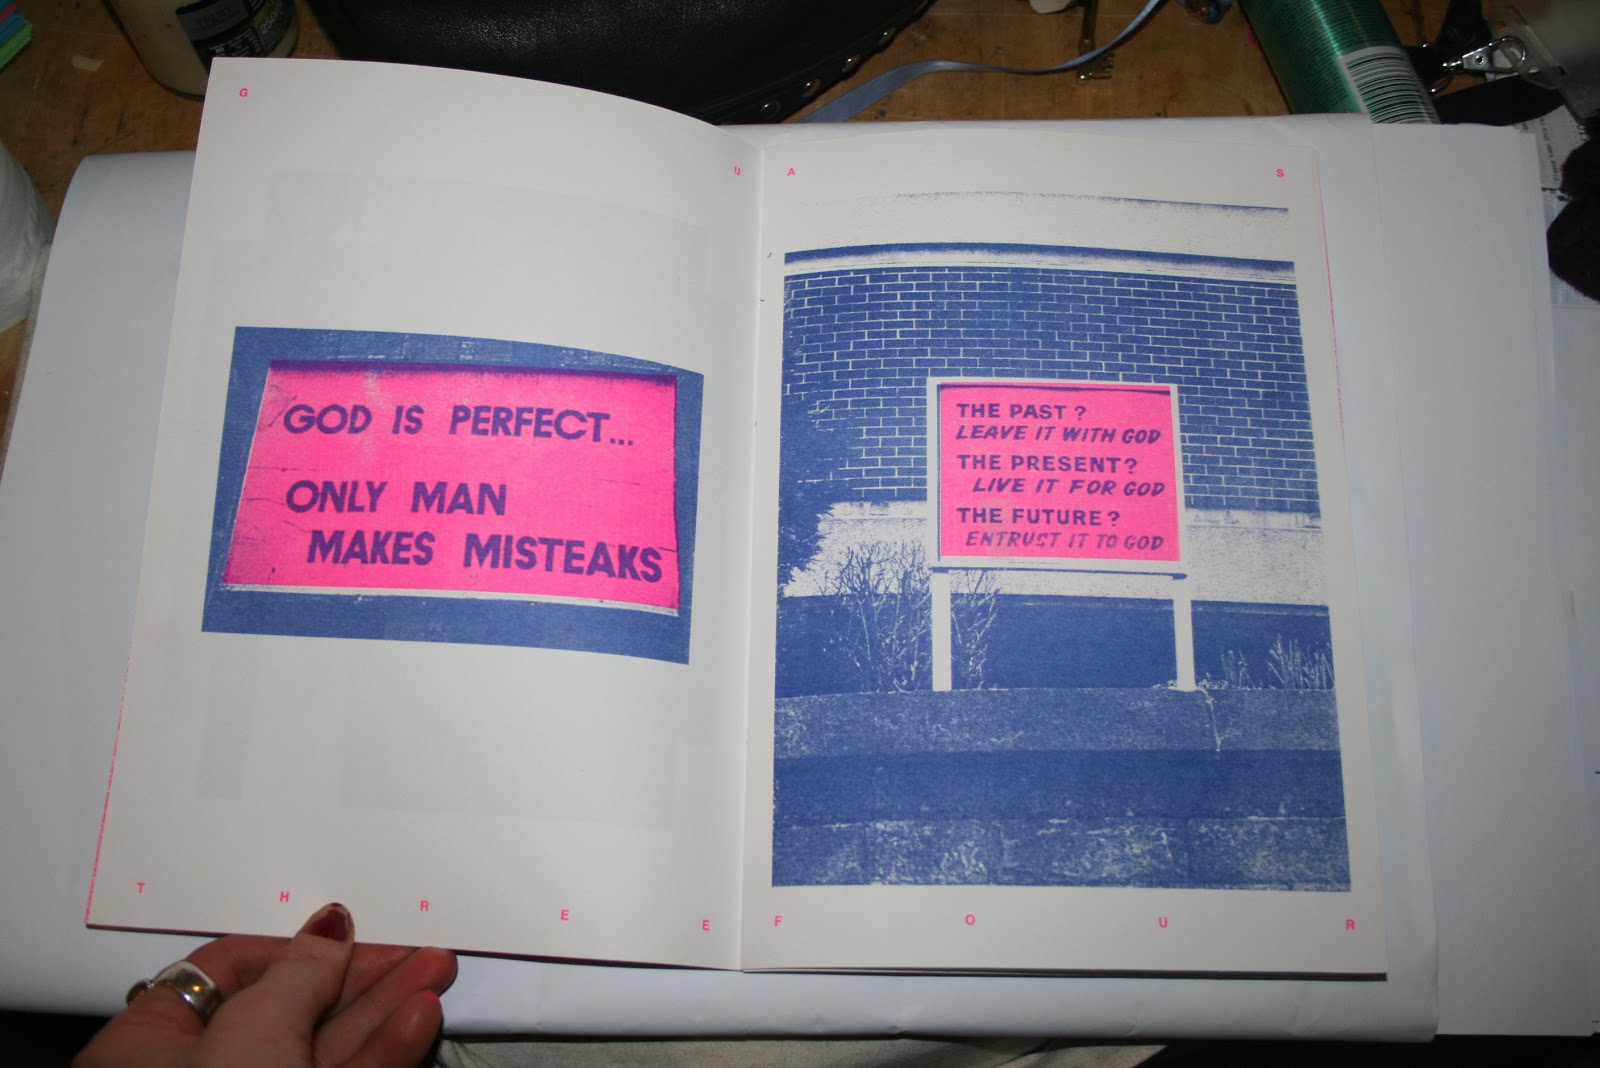 G U
GOD IS PERFECT...
ONLY MAN
MAKES MISTEAKS
T H R E E
A S
THE PAST?
LEAVE IT WITH GOD
THE PRESENT?
LIVE IT FOR GOD
THE FUTURE?
ENTRUST IT TO GOD
F O U R